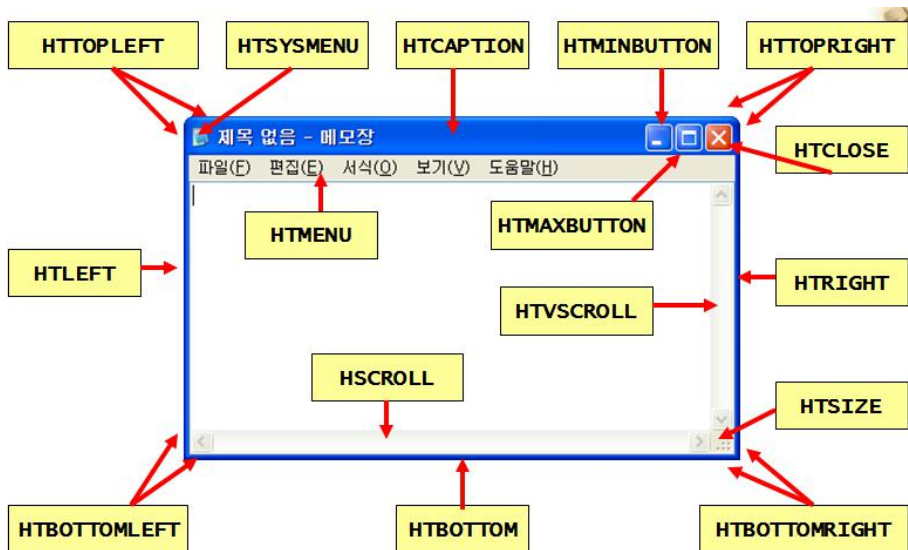 HTTOPLEFT HTSYSMENU HTCAPTION HTMINBUTTON HTTOPRIGHT
제목 없음 - 메모장
HTCLOSE
파일(F) 편집(E) 서식(O) 보기(V) 도움말(H)
HTMENU HTMAXBUTTON
HTLEFT HTRIGHT
HTVSCROLL
HSCROLL
HTSIZE
HTBOTTOMLEFT HTBOTTOM HTBOTTOMRIGHT